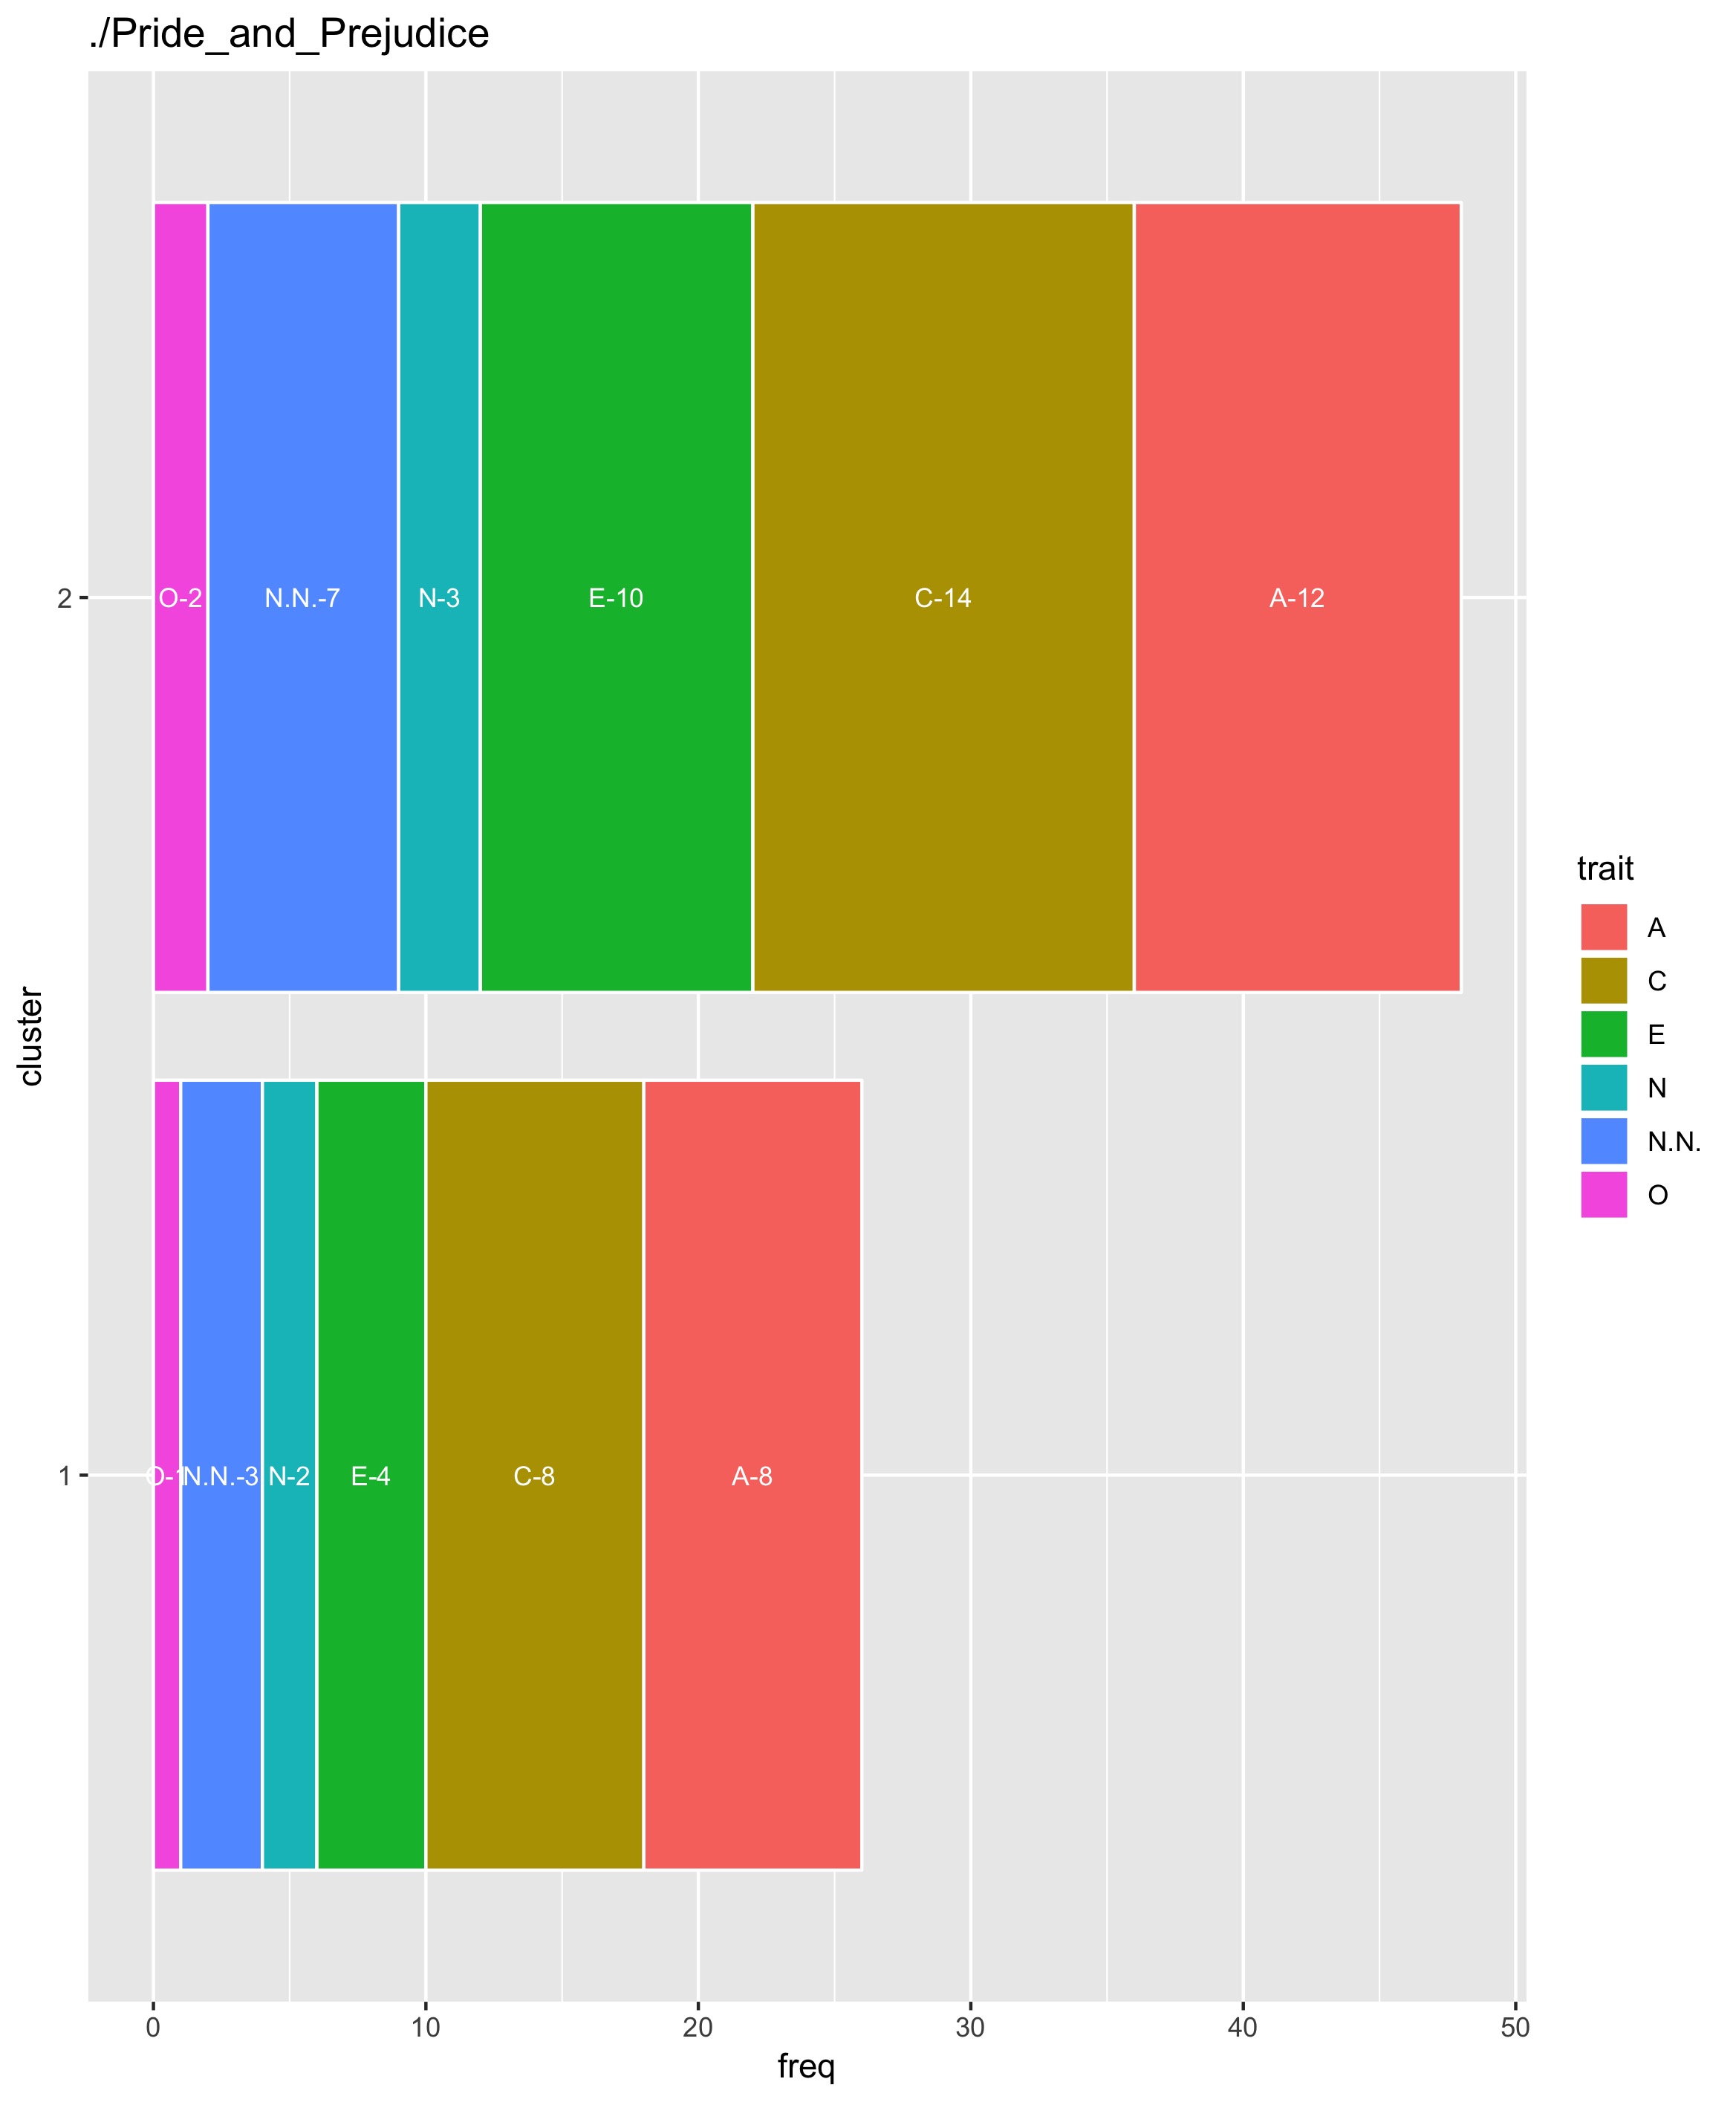 ./Pride_and_Prejudice
2
O-2 N.N.-7 N-3 E-10 C-14 A-12
cluster
1
O-1 N.N.-3 N-2 E-4 C-8 A-8
0 10 20 30 40 50
freq
trait
A
C
E
N
N.N.
O